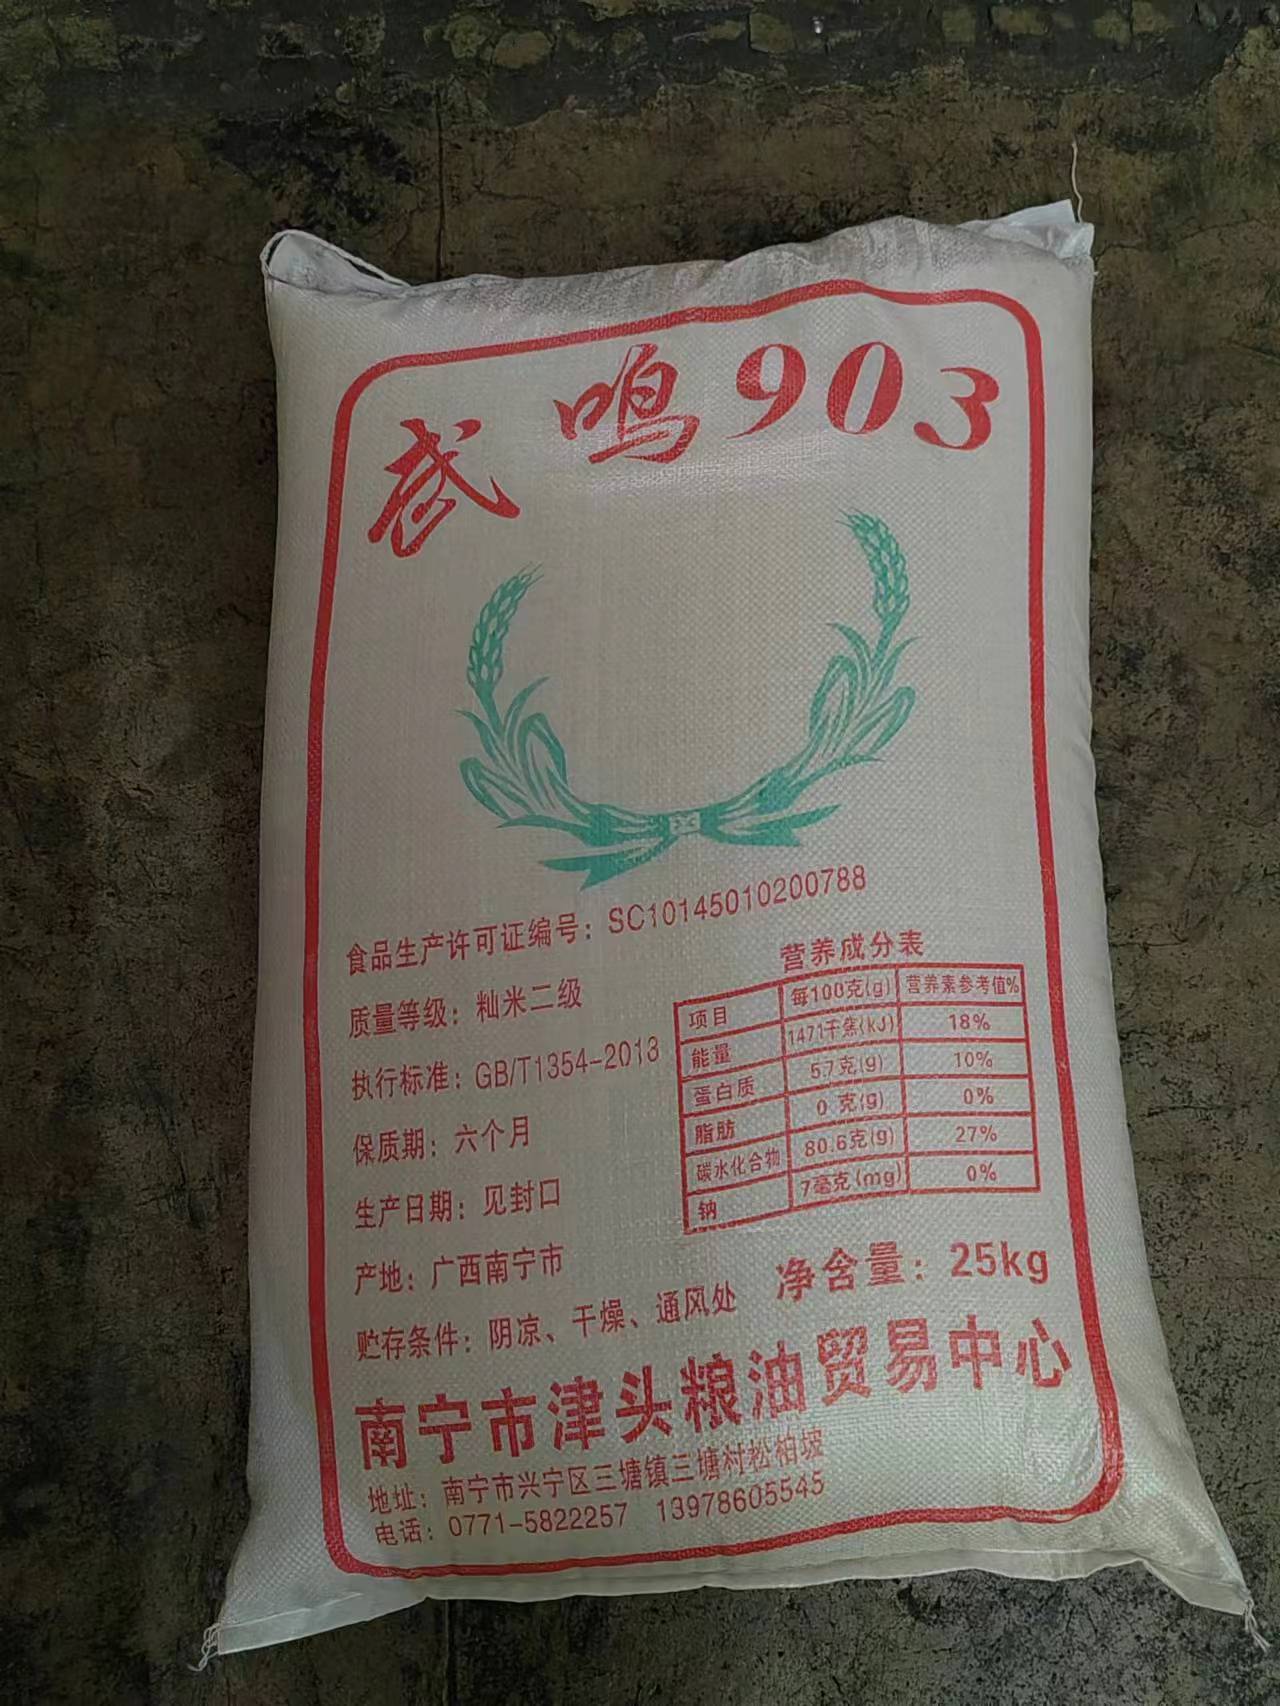 武鸣903
食品生产许可证编号：SC10145010200788
质量等级：籼米二级
执行标准：GB/T1354-2013
保质期：六个月
生产日期：见封口
产地：广西南宁市
贮存条件：阴凉、干燥、通风处
营养成分表
项目 每100克(g) 营养素参考值%
能量 1471千焦(kJ) 18%
蛋白质 5.7克(g) 10%
脂肪 0 克(g) 0%
碳水化合物 80.6克(g) 27%
钠 7毫克(mg) 0%
净含量：25kg
南宁市津头粮油贸易中心
地址：南宁市兴宁区三塘镇三塘村松柏坡
电话：0771-5822257 13978605545